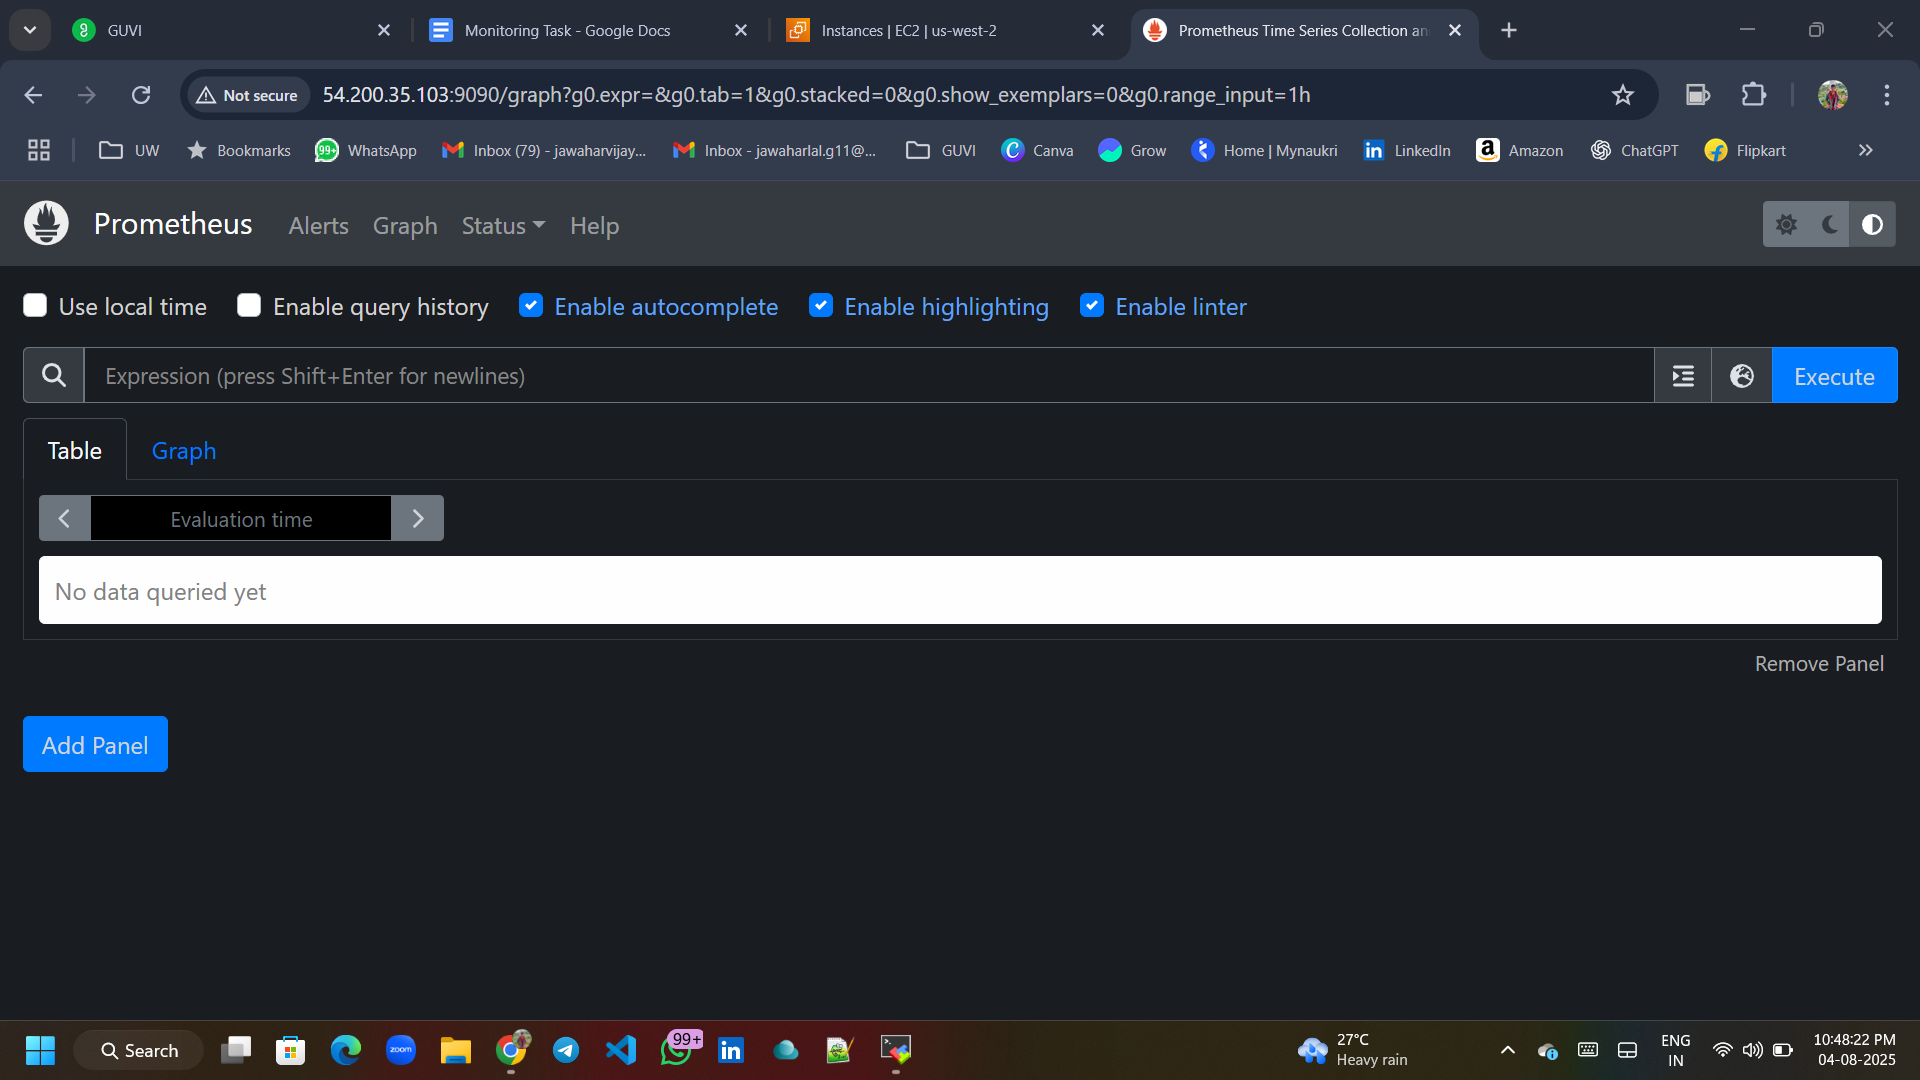 GUVI
Monitoring Task - Google Docs
Instances | EC2 | us-west-2
Prometheus Time Series Collection an
Not secure
54.200.35.103:9090/graph?g0.expr=&g0.tab=1&g0.stacked=0&g0.show_exemplars=0&g0.range_input=1h
UW
Bookmarks
99+
WhatsApp
Inbox (79) - jawaharvijay...
Inbox - jawaharlal.g11@...
GUVI
Canva
Grow
Home | Mynaukri
LinkedIn
Amazon
ChatGPT
Flipkart
Prometheus
Alerts
Graph
Status
Help
Use local time
Enable query history
Enable autocomplete
Enable highlighting
Enable linter
Expression (press Shift+Enter for newlines)
Execute
Table
Graph
Evaluation time
No data queried yet
Remove Panel
Add Panel
Search
zoom
99+
27°C
Heavy rain
ENG
IN
10:48:22 PM
04-08-2025